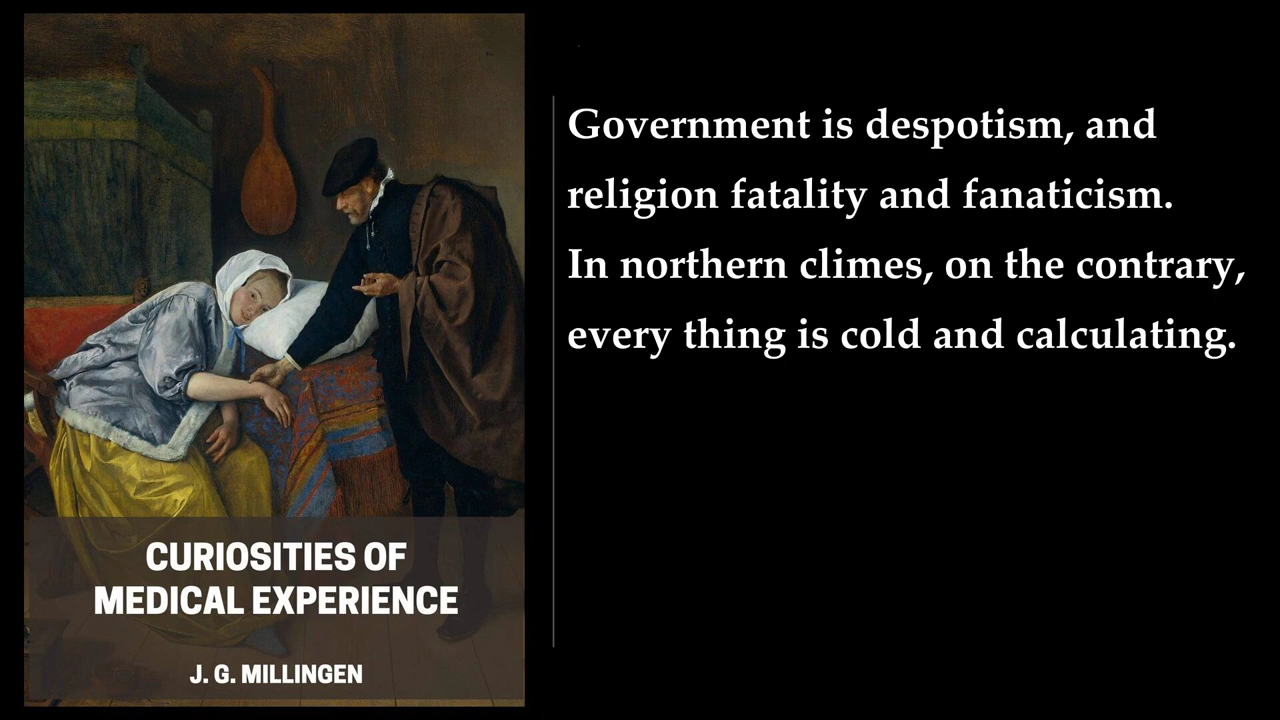 Government is despotism, and
religion fatality and fanaticism.
In northern climes, on the contrary,
every thing is cold and calculating.
CURIOSITIES OF
MEDICAL EXPERIENCE
J. G. MILLINGEN